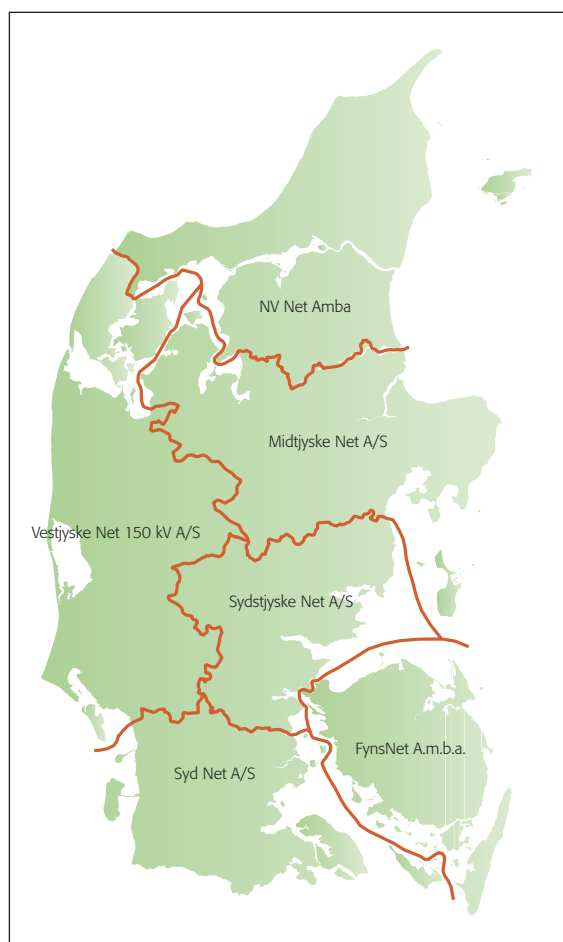 NV Net Amba
Midtjyske Net A/S
Vestjyske Net 150 kV A/S
Sydstjyske Net A/S
FynsNet A.m.b.a.
Syd Net A/S